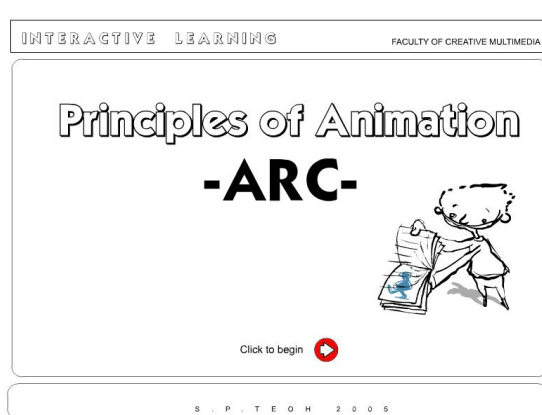 INTERACTIVE LEARNING
FACULTY OF CREATIVE MULTIMEDIA
Principles of Animation
-ARC-
Click to begin
S . P . T E O H 2 0 0 5